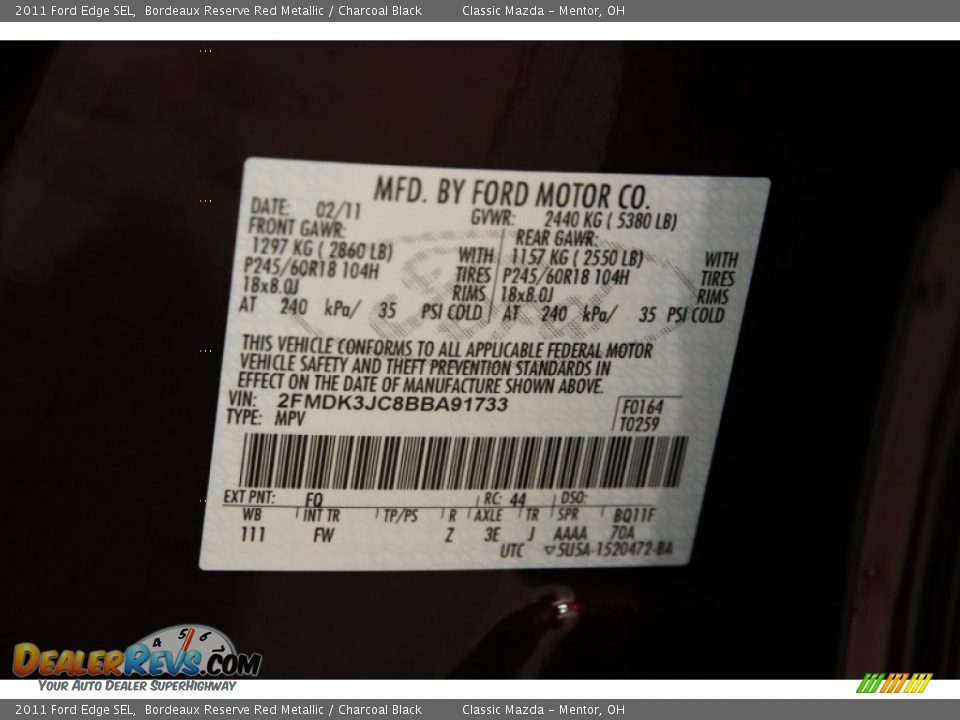 2011 Ford Edge SEL, Bordeaux Reserve Red Metallic / Charcoal Black Classic Mazda - Mentor, OH
MFD. BY FORD MOTOR CO.
DATE: 02/11 GVWR: 2440 KG ( 5380 LB)
FRONT GAWR: REAR GAWR:
1297 KG ( 2860 LB) WITH 1157 KG ( 2550 LB) WITH
P245/60R18 104H TIRES P245/60R18 104H TIRES
18x8.0J RIMS 18x8.0J RIMS
AT 240 kPa/ 35 PSI COLD AT 240 kPa/ 35 PSI COLD
THIS VEHICLE CONFORMS TO ALL APPLICABLE FEDERAL MOTOR
VEHICLE SAFETY AND THEFT PREVENTION STANDARDS IN
EFFECT ON THE DATE OF MANUFACTURE SHOWN ABOVE.
VIN: 2FMDK3JC8BBA91733 F0164
TYPE: MPV T0259
EXT PNT: FQ RC: 44 DSO:
WB INT TR TP/PS R AXLE TR SPR BQ11F
111 FW Z 3E J AAAA 70A
UTC ▽5U5A-1520472-BA
4 5 6
DEALERREVS.COM
YOUR AUTO DEALER SUPERHIGHWAY
2011 Ford Edge SEL, Bordeaux Reserve Red Metallic / Charcoal Black Classic Mazda - Mentor, OH